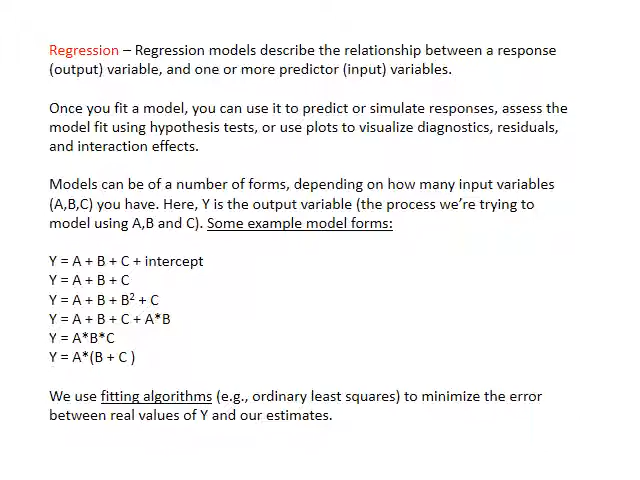 Regression – Regression models describe the relationship between a response
(output) variable, and one or more predictor (input) variables.
Once you fit a model, you can use it to predict or simulate responses, assess the
model fit using hypothesis tests, or use plots to visualize diagnostics, residuals,
and interaction effects.
Models can be of a number of forms, depending on how many input variables
(A,B,C) you have. Here, Y is the output variable (the process we’re trying to
model using A,B and C). Some example model forms:
Y = A + B + C + intercept
Y = A + B + C
Y = A + B + B² + C
Y = A + B + C + A*B
Y = A*B*C
Y = A*(B + C )
We use fitting algorithms (e.g., ordinary least squares) to minimize the error
between real values of Y and our estimates.